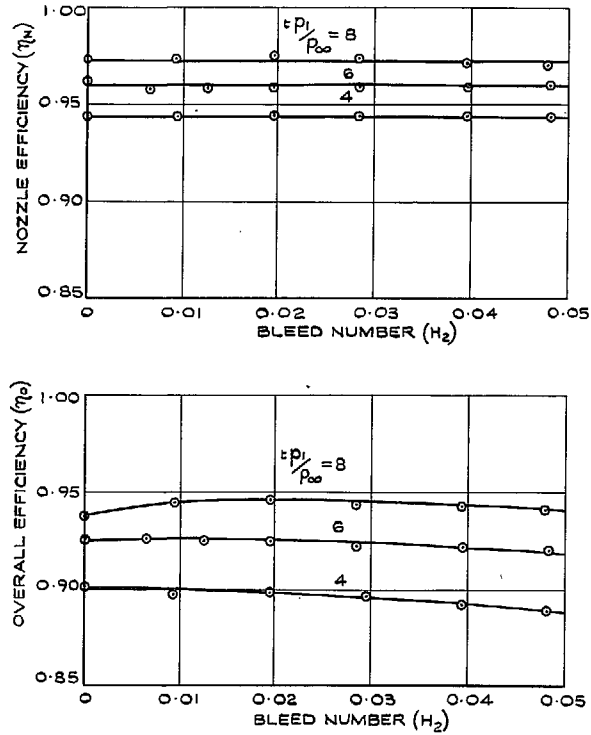 1.00
tp1/p∞ = 8
6
0.95
4
0.90
0.85
0 0.01 0.02 0.03 0.04 0.05
BLEED NUMBER (H2)
NOZZLE EFFICIENCY (ηN)
1.00
tp1/p∞ = 8
0.95
6
0.90
4
0.85
0 0.01 0.02 0.03 0.04 0.05
BLEED NUMBER (H2)
OVERALL EFFICIENCY (ηO)